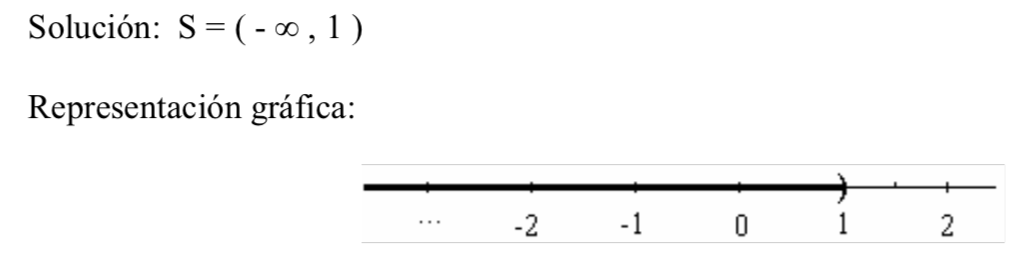 Solución: S = ( - ∞ , 1 )
Representación gráfica:
... -2 -1 0 1 2